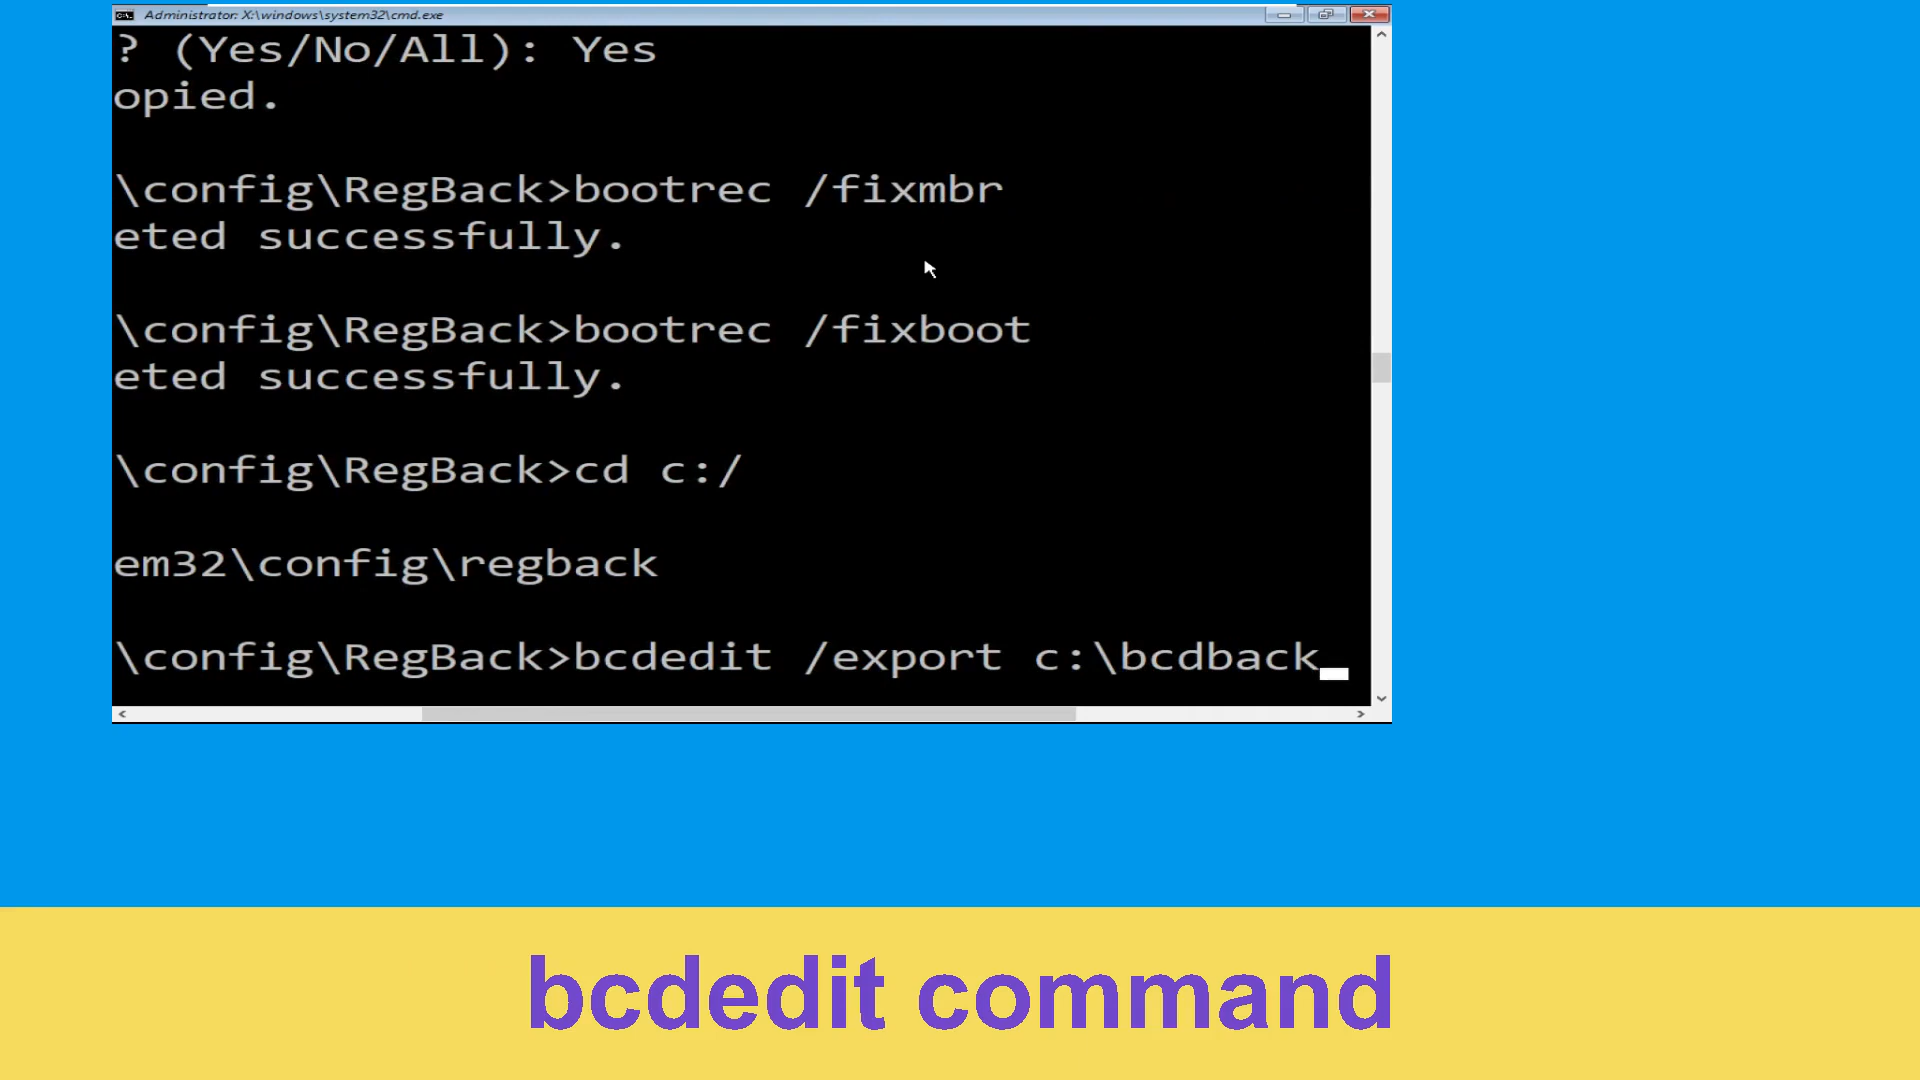 Administrator: X:\windows\system32\cmd.exe
? (Yes/No/All): Yes
opied.
\config\RegBack>bootrec /fixmbr
eted successfully.
\config\RegBack>bootrec /fixboot
eted successfully.
\config\RegBack>cd c:/
em32\config\regback
\config\RegBack>bcdedit /export c:\bcdback
bcdedit command